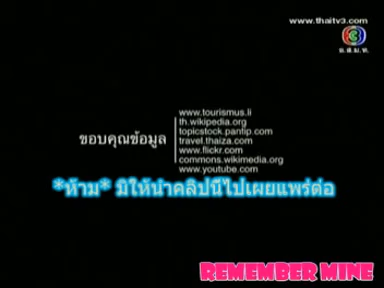 www.thaitv3.com
3
อ.ส.ม.ท.
ขอบคุณข้อมูล
www.tourismus.li
th.wikipedia.org
topicstock.pantip.com
travel.thaiza.com
www.flickr.com
commons.wikimedia.org
www.youtube.com
*ห้าม* มิให้นำคลิปนี้ไปเผยแพร่ต่อ
REMEMBER MINE